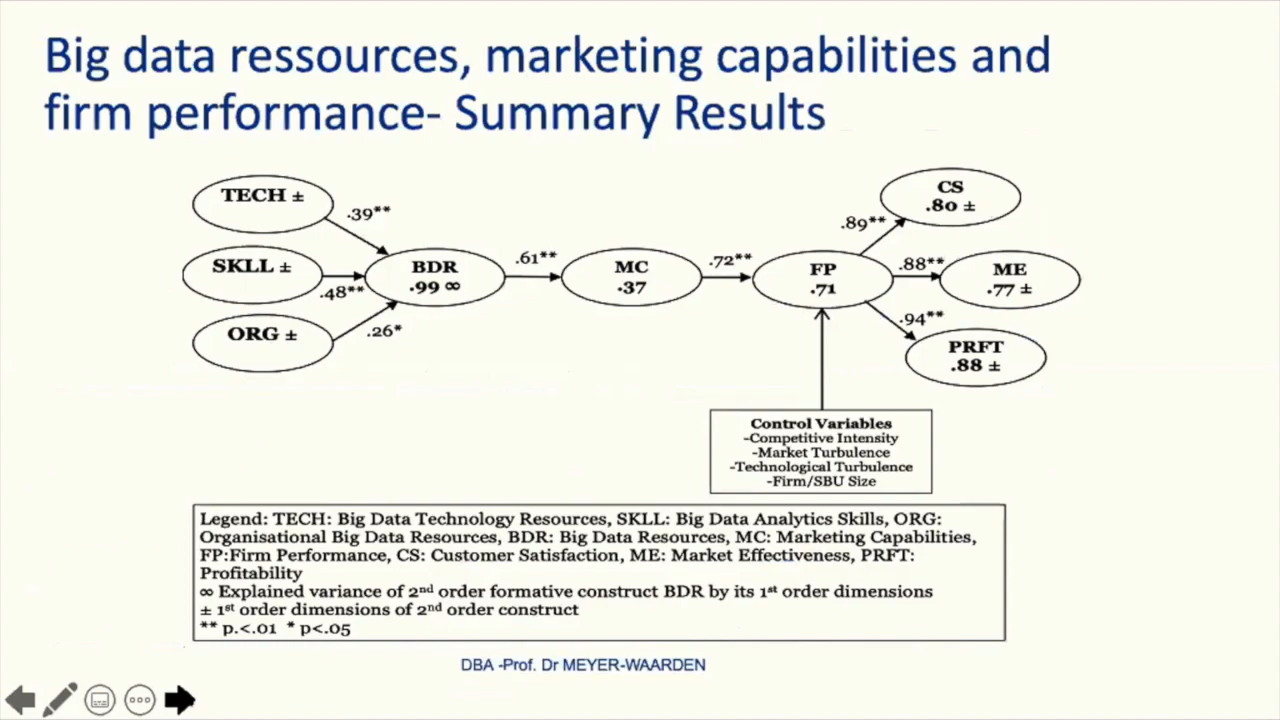 Big data ressources, marketing capabilities and
firm performance- Summary Results
TECH ±
.39**
SKLL ±
.48**
ORG ±
.26*
BDR
.99 ∞
.61**
MC
.37
.72**
FP
.71
.89**
CS
.80 ±
.88**
ME
.77 ±
.94**
PRFT
.88 ±
Control Variables
-Competitive Intensity
-Market Turbulence
-Technological Turbulence
-Firm/SBU Size
Legend: TECH: Big Data Technology Resources, SKLL: Big Data Analytics Skills, ORG:
Organisational Big Data Resources, BDR: Big Data Resources, MC: Marketing Capabilities,
FP:Firm Performance, CS: Customer Satisfaction, ME: Market Effectiveness, PRFT:
Profitability
∞ Explained variance of 2nd order formative construct BDR by its 1st order dimensions
± 1st order dimensions of 2nd order construct
** p.<.01 * p<.05
DBA -Prof. Dr MEYER-WAARDEN